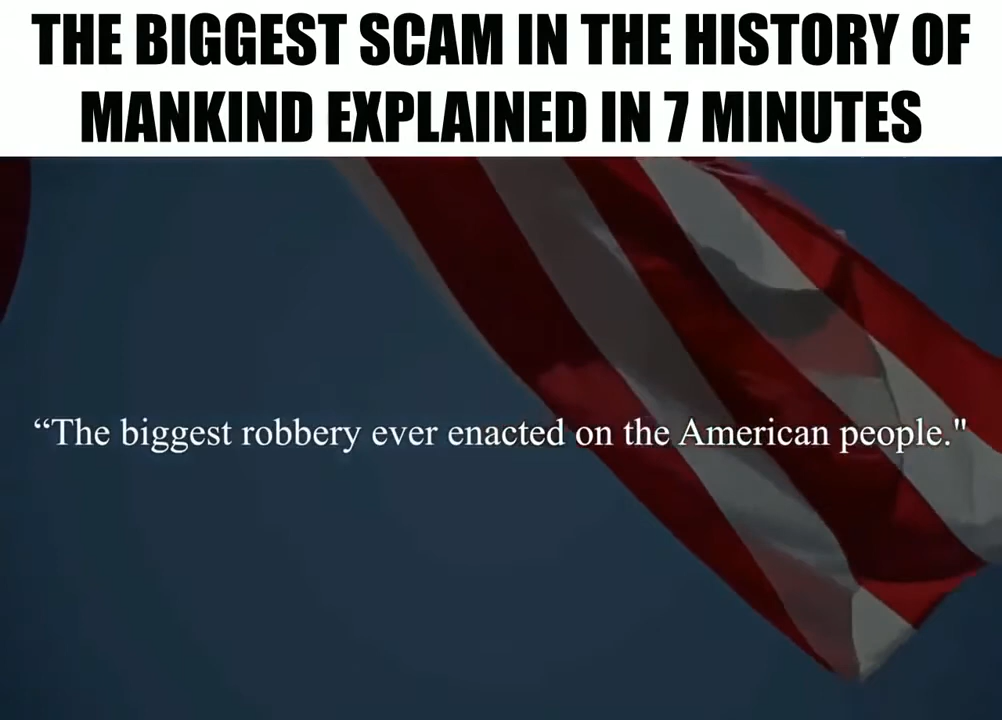 THE BIGGEST SCAM IN THE HISTORY OF
MANKIND EXPLAINED IN 7 MINUTES
“The biggest robbery ever enacted on the American people."